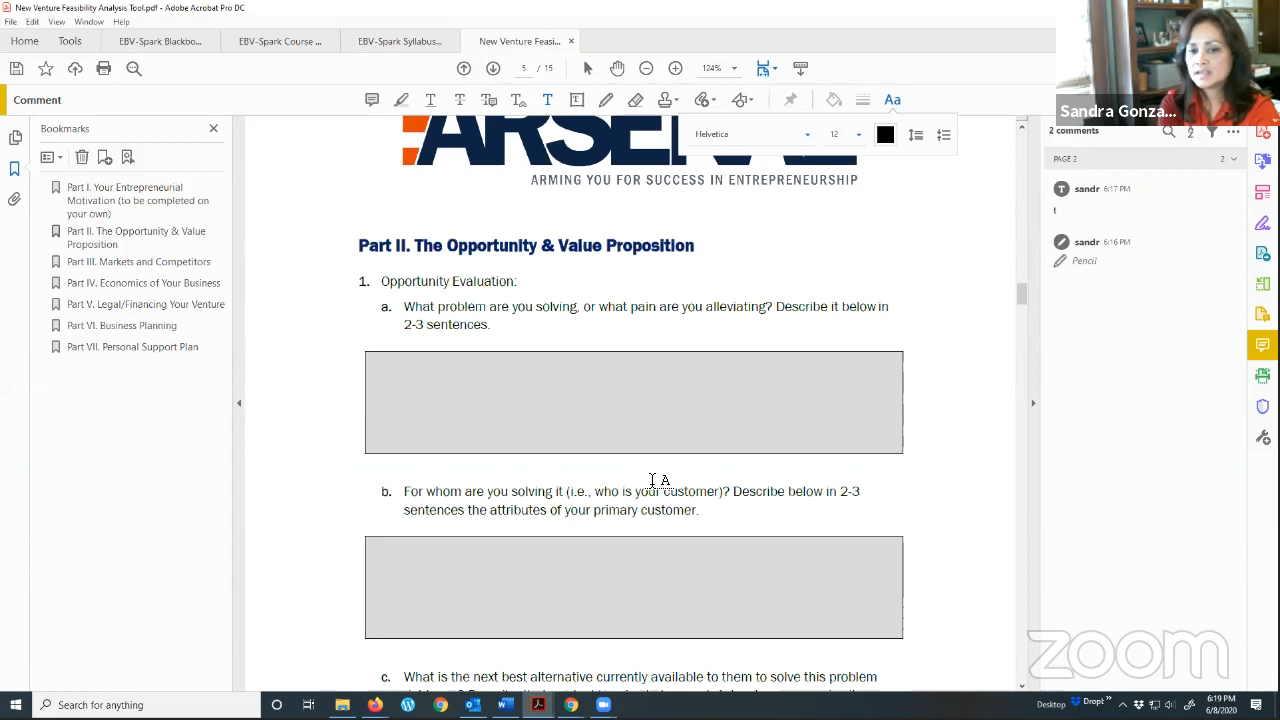 New Venture Feasibility Analysis Tool.pdf - Adobe Acrobat Pro DC
File Edit View Window Help
Home Tools EBV-Spark Blackbo... EBV-Spark Course ... EBV-Spark Syllabus... New Venture Feasi... ×
5 / 15 124%
Comment
Aa
Sandra Gonza...
Bookmarks
Helvetica 12
2 comments
PAGE 2 2
Part I. Your Entrepreneurial
Motivation (to be completed on
your own)
Part II. The Opportunity & Value
Proposition
Part III. Markets and Competitors
Part IV. Economics of Your Business
Part V. Legal/Financing Your Venture
Part VI. Business Planning
Part VII. Personal Support Plan
ARSENAL
ARMING YOU FOR SUCCESS IN ENTREPRENEURSHIP
Part II. The Opportunity & Value Proposition
1. Opportunity Evaluation:
a. What problem are you solving, or what pain are you alleviating? Describe it below in
2-3 sentences.
b. For whom are you solving it (i.e., who is your customer)? Describe below in 2-3
sentences the attributes of your primary customer.
c. What is the next best alternative currently available to them to solve this problem
T sandr 6:17 PM
t
sandr 6:16 PM
Pencil
zoom
Search for anything
Desktop Dropb »
6:19 PM
6/8/2020